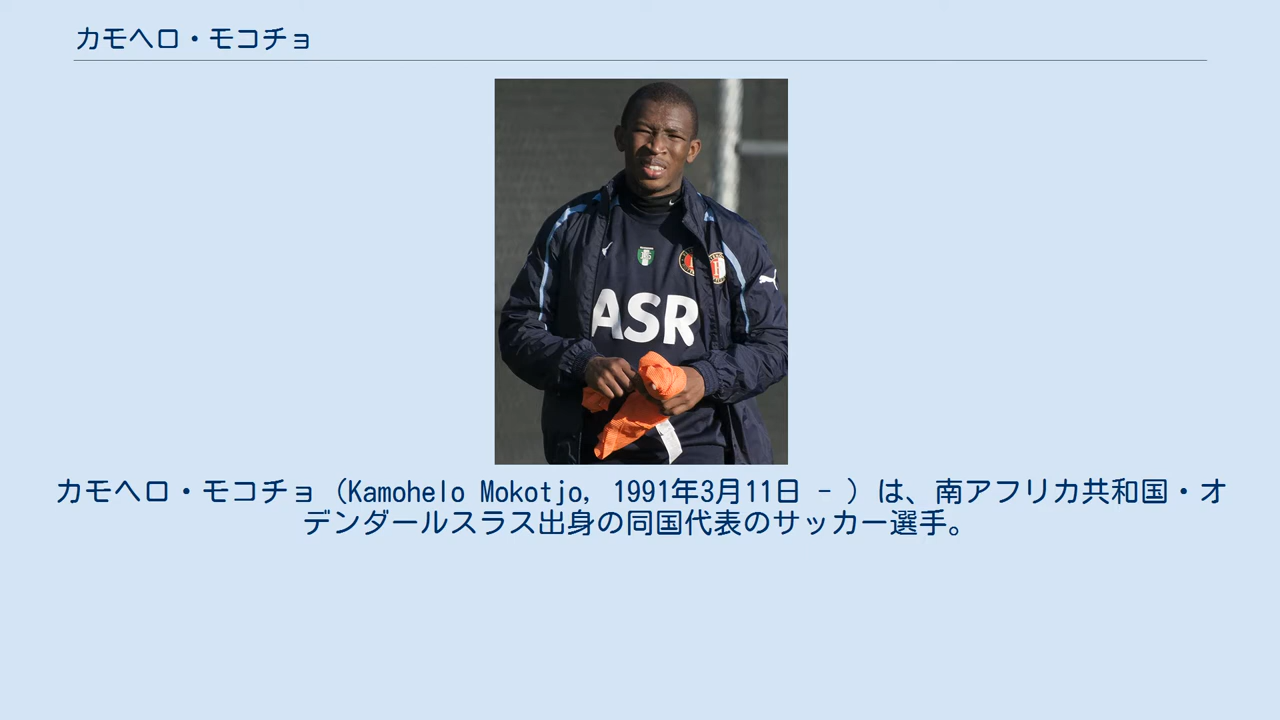 カモヘロ・モコチョ
ASR
カモヘロ・モコチョ（Kamohelo Mokotjo, 1991年3月11日 - ）は、南アフリカ共和国・オ
デンダールスラス出身の同国代表のサッカー選手。